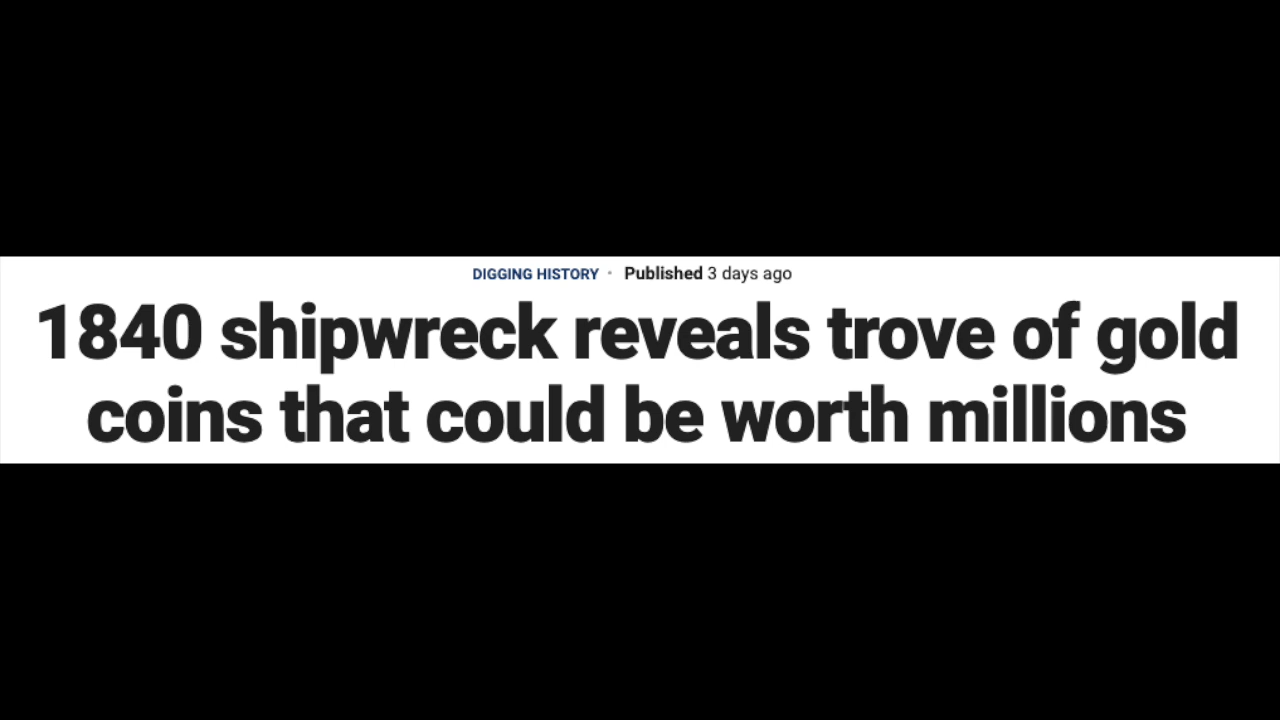 DIGGING HISTORY · Published 3 days ago
1840 shipwreck reveals trove of gold
coins that could be worth millions